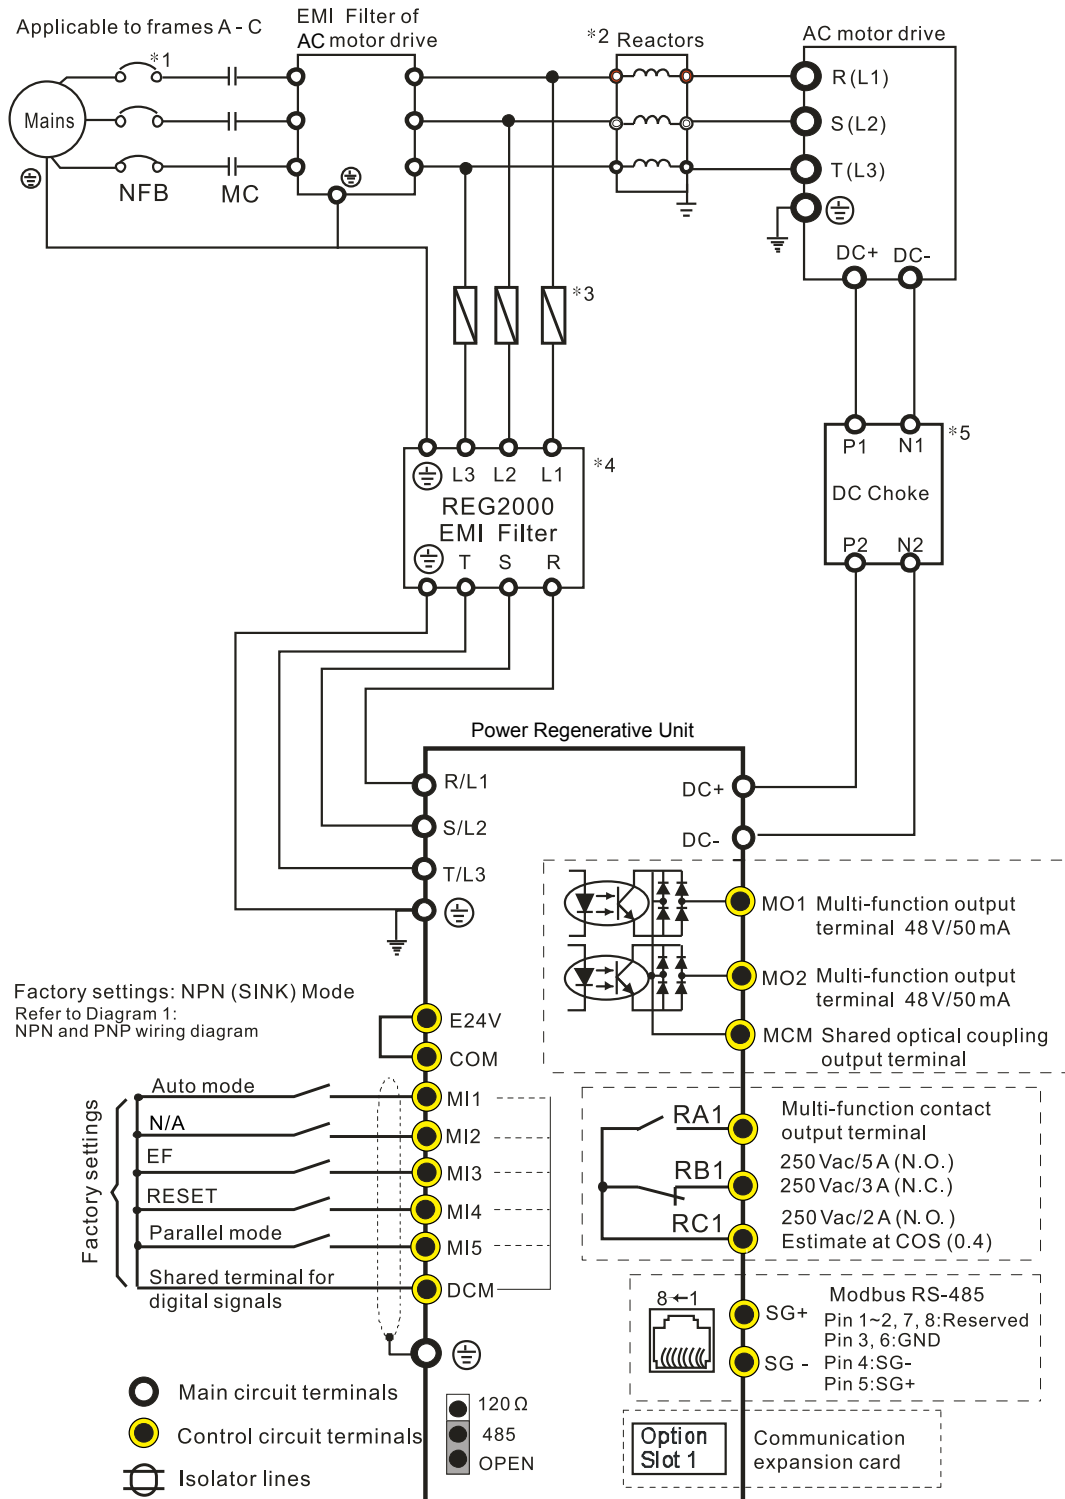 Applicable to frames A - C
EMI Filter of
AC motor drive
*2 Reactors
AC motor drive
*1
Mains
NFB
MC
R(L1)
S(L2)
T(L3)
DC+ DC-
*3
P1 N1
*5
DC Choke
P2 N2
L3 L2 L1
*4
REG2000
EMI Filter
T S R
Power Regenerative Unit
R/L1
S/L2
T/L3
DC+
DC-
MO1 Multi-function output
terminal 48V/50mA
MO2 Multi-function output
terminal 48V/50mA
MCM Shared optical coupling
output terminal
Factory settings: NPN (SINK) Mode
Refer to Diagram 1:
NPN and PNP wiring diagram
E24V
COM
Factory settings
Auto mode
MI1
N/A
MI2
EF
MI3
RESET
MI4
Parallel mode
MI5
Shared terminal for
digital signals
DCM
RA1
RB1
RC1
Multi-function contact
output terminal
250Vac/5A (N.O.)
250Vac/3A (N.C.)
250Vac/2A (N.O.)
Estimate at COS (0.4)
8←1
SG+
SG -
Modbus RS-485
Pin 1~2, 7, 8:Reserved
Pin 3, 6:GND
Pin 4:SG-
Pin 5:SG+
Main circuit terminals
Control circuit terminals
Isolator lines
120Ω
485
OPEN
Option
Slot 1
Communication
expansion card